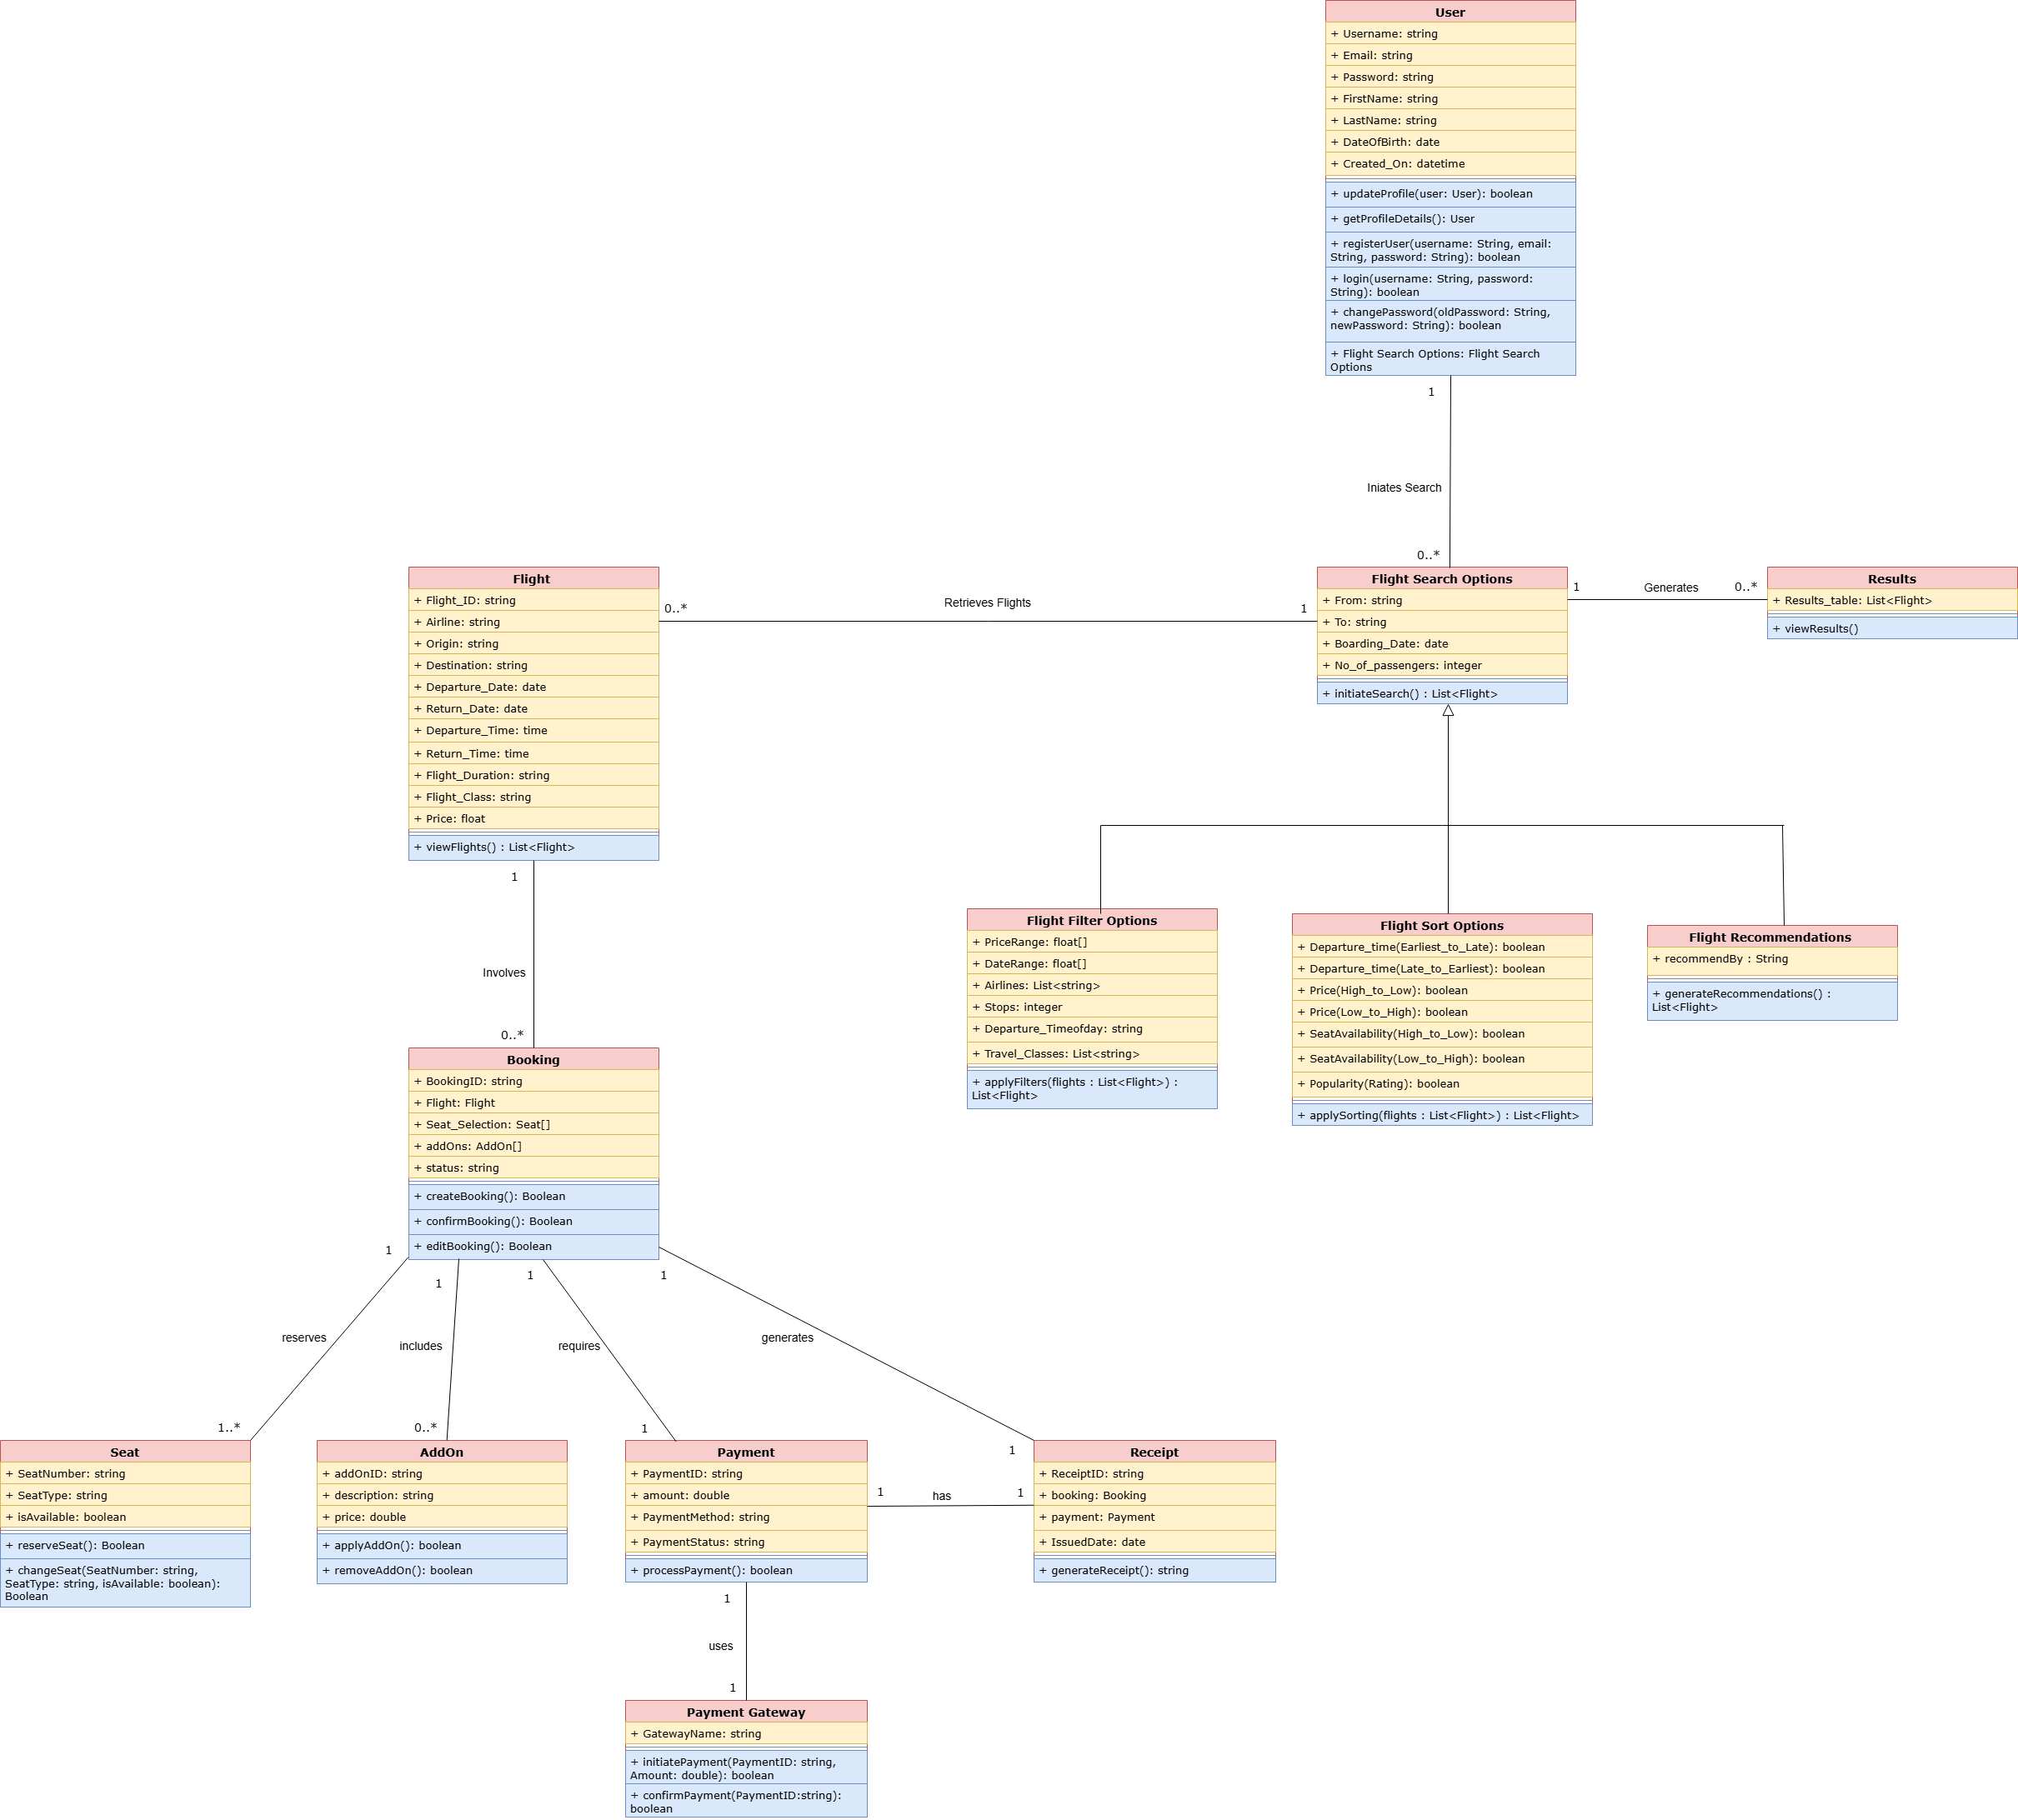 User
+ Username: string
+ Email: string
+ Password: string
+ FirstName: string
+ LastName: string
+ DateOfBirth: date
+ Created_On: datetime
+ updateProfile(user: User): boolean
+ getProfileDetails(): User
+ registerUser(username: String, email:
String, password: String): boolean
+ login(username: String, password:
String): boolean
+ changePassword(oldPassword: String,
newPassword: String): boolean
+ Flight Search Options: Flight Search
Options
1
Iniates Search
0..*
Flight
+ Flight_ID: string
+ Airline: string
+ Origin: string
+ Destination: string
+ Departure_Date: date
+ Return_Date: date
+ Departure_Time: time
+ Return_Time: time
+ Flight_Duration: string
+ Flight_Class: string
+ Price: float
+ viewFlights() : List<Flight>
0..*
Retrieves Flights
1
Flight Search Options
+ From: string
+ To: string
+ Boarding_Date: date
+ No_of_passengers: integer
+ initiateSearch() : List<Flight>
1
Generates
0..*
Results
+ Results_table: List<Flight>
+ viewResults()
1
Involves
0..*
Flight Filter Options
+ PriceRange: float[]
+ DateRange: float[]
+ Airlines: List<string>
+ Stops: integer
+ Departure_Timeofday: string
+ Travel_Classes: List<string>
+ applyFilters(flights : List<Flight>) :
List<Flight>
Flight Sort Options
+ Departure_time(Earliest_to_Late): boolean
+ Departure_time(Late_to_Earliest): boolean
+ Price(High_to_Low): boolean
+ Price(Low_to_High): boolean
+ SeatAvailability(High_to_Low): boolean
+ SeatAvailability(Low_to_High): boolean
+ Popularity(Rating): boolean
+ applySorting(flights : List<Flight>) : List<Flight>
Flight Recommendations
+ recommendBy : String
+ generateRecommendations() :
List<Flight>
Booking
+ BookingID: string
+ Flight: Flight
+ Seat_Selection: Seat[]
+ addOns: AddOn[]
+ status: string
+ createBooking(): Boolean
+ confirmBooking(): Boolean
+ editBooking(): Boolean
1
1
1
1
reserves
includes
requires
generates
1..*
0..*
1
1
Seat
+ SeatNumber: string
+ SeatType: string
+ isAvailable: boolean
+ reserveSeat(): Boolean
+ changeSeat(SeatNumber: string,
SeatType: string, isAvailable: boolean):
Boolean
AddOn
+ addOnID: string
+ description: string
+ price: double
+ applyAddOn(): boolean
+ removeAddOn(): boolean
Payment
+ PaymentID: string
+ amount: double
+ PaymentMethod: string
+ PaymentStatus: string
+ processPayment(): boolean
1
has
1
Receipt
+ ReceiptID: string
+ booking: Booking
+ payment: Payment
+ IssuedDate: date
+ generateReceipt(): string
1
uses
1
Payment Gateway
+ GatewayName: string
+ initiatePayment(PaymentID: string,
Amount: double): boolean
+ confirmPayment(PaymentID:string):
boolean